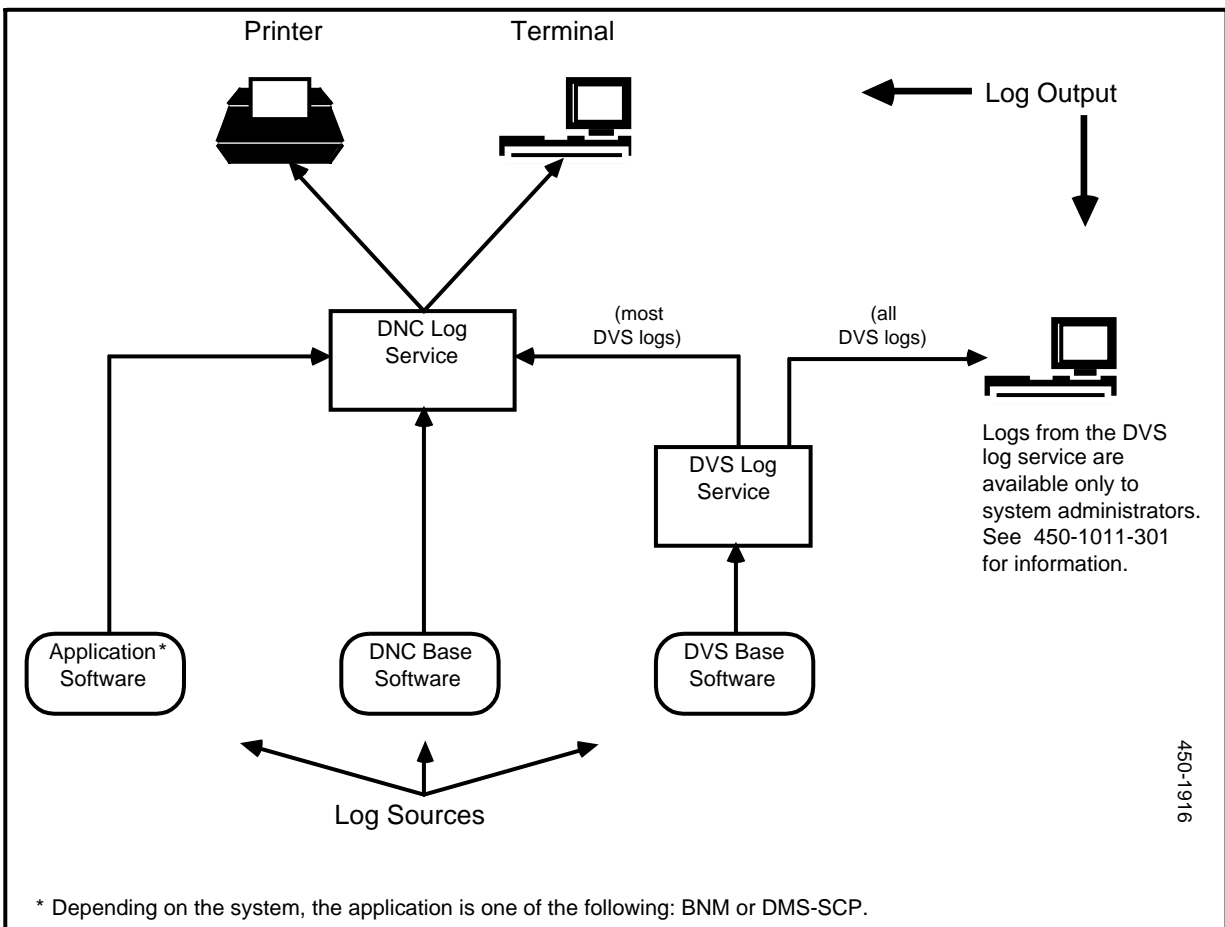 Printer
Terminal
Log Output
DNC Log
Service
(most
DVS logs)
(all
DVS logs)
DVS Log
Service
Logs from the DVS
log service are
available only to
system administrators.
See 450-1011-301
for information.
Application*
Software
DNC Base
Software
DVS Base
Software
Log Sources
450-1916
* Depending on the system, the application is one of the following: BNM or DMS-SCP.